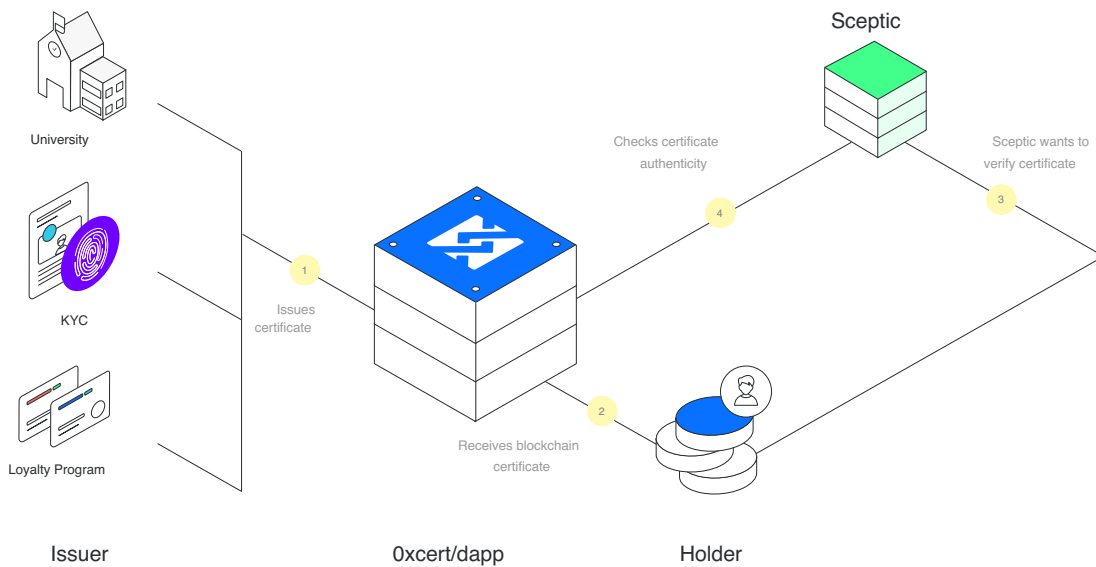 Sceptic
University
Checks certificate
authenticity
Sceptic wants to
verify certificate
3
4
1
Issues
certificate
KYC
2
Receives blockchain
certificate
Loyalty Program
Issuer
0xcert/dapp
Holder